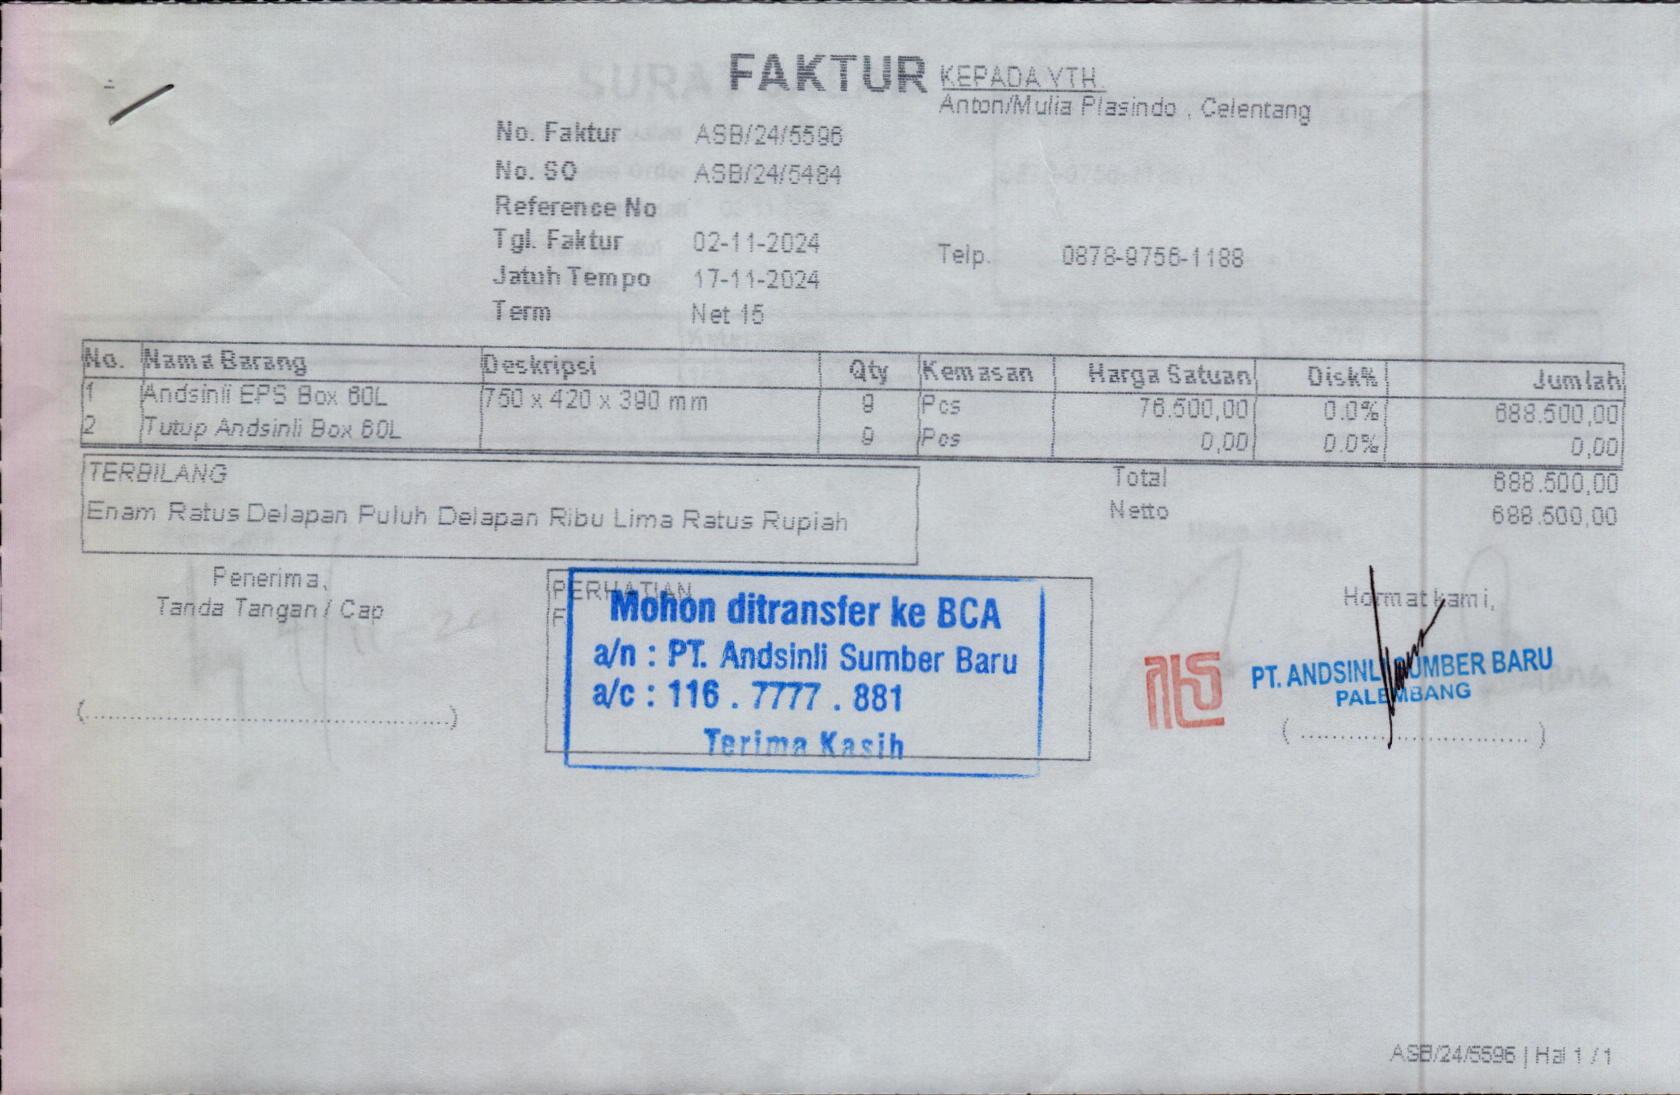 FAKTUR
KEPADA YTH.
Anton/Mulia Plasindo , Celentang
No. Faktur ASB/24/5596
No. SO ASB/24/5484
Reference No
Tgl. Faktur 02-11-2024
Telp. 0878-9756-1188
Jatuh Tempo 17-11-2024
Term Net 15
No. Nama Barang Deskripsi Qty Kemasan Harga Satuan Disk% Jumlah
1 Andsinli EPS Box 60L 750 x 420 x 390 mm 9 Pcs 76.500,00 0.0% 688.500,00
2 Tutup Andsinli Box 60L 9 Pcs 0,00 0.0% 0,00
TERBILANG
Enam Ratus Delapan Puluh Delapan Ribu Lima Ratus Rupiah
Total 688.500,00
Netto 688.500,00
Penerima,
Tanda Tangan / Cap
(............................................................)
PERHATIAN
Mohon ditransfer ke BCA
a/n : PT. Andsinli Sumber Baru
a/c : 116 . 7777 . 881
Terima Kasih
Hormat kami,
PT. ANDSINLI SUMBER BARU
PALEMBANG
( ...................................... )
ASB/24/5596 | Hal 1 / 1